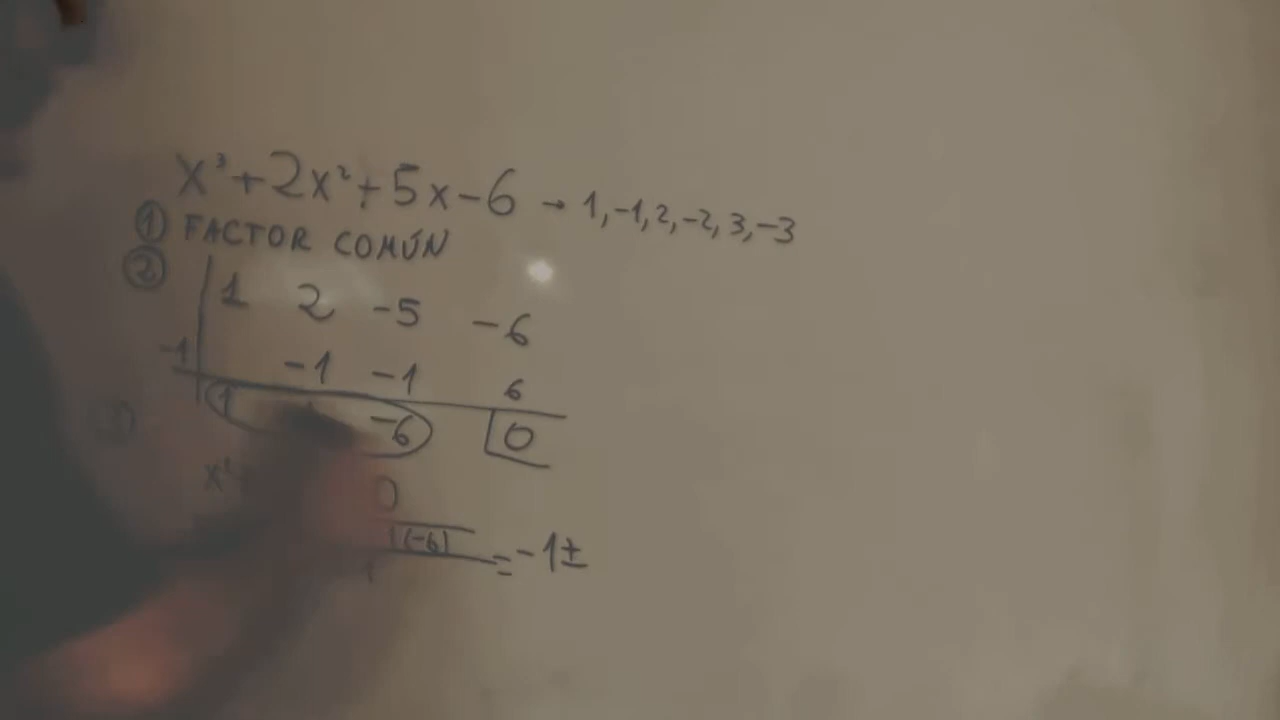 x³+2x²+5x-6 → 1,-1,2,-2,3,-3
① FACTOR COMÚN
② 1 2 -5 -6
-1 -1 -1 6
1 -6 0
x² 0
(-6) = -1±